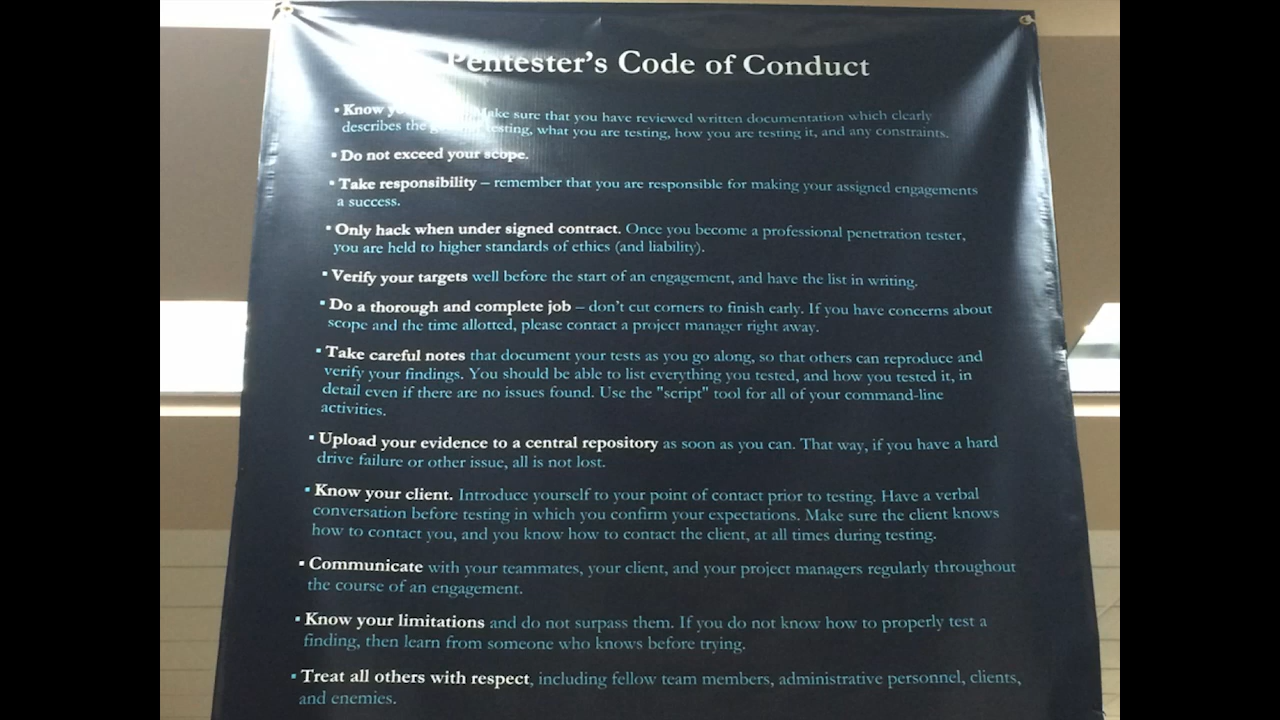 Pentester's Code of Conduct
▪ Know Make sure that you have reviewed written documentation which clearly
describes the testing, what you are testing, how you are testing it, and any constraints.
▪ Do not exceed your scope.
▪ Take responsibility – remember that you are responsible for making your assigned engagements
a success.
▪ Only hack when under signed contract. Once you become a professional penetration tester,
you are held to higher standards of ethics (and liability).
▪ Verify your targets well before the start of an engagement, and have the list in writing.
▪ Do a thorough and complete job – don't cut corners to finish early. If you have concerns about
scope and the time allotted, please contact a project manager right away.
▪ Take careful notes that document your tests as you go along, so that others can reproduce and
verify your findings. You should be able to list everything you tested, and how you tested it, in
detail even if there are no issues found. Use the "script" tool for all of your command-line
activities.
▪ Upload your evidence to a central repository as soon as you can. That way, if you have a hard
drive failure or other issue, all is not lost.
▪ Know your client. Introduce yourself to your point of contact prior to testing. Have a verbal
conversation before testing in which you confirm your expectations. Make sure the client knows
how to contact you, and you know how to contact the client, at all times during testing.
▪ Communicate with your teammates, your client, and your project managers regularly throughout
the course of an engagement.
▪ Know your limitations and do not surpass them. If you do not know how to properly test a
finding, then learn from someone who knows before trying.
▪ Treat all others with respect, including fellow team members, administrative personnel, clients,
and enemies.